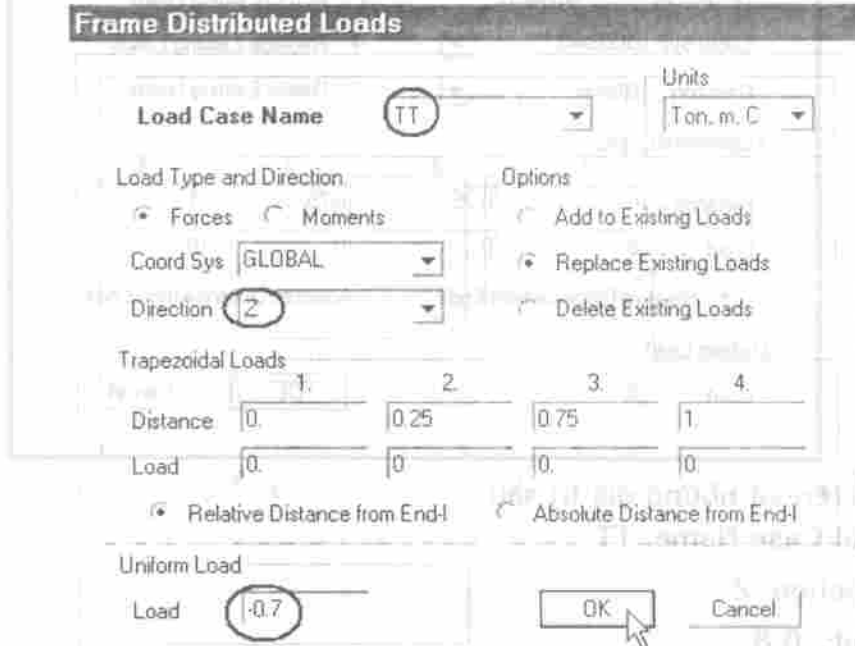 Frame Distributed Loads
Units
Load Case Name TT Ton, m, C
Load Type and Direction Options
Forces Moments Add to Existing Loads
Coord Sys GLOBAL Replace Existing Loads
Direction Z Delete Existing Loads
Trapezoidal Loads
1. 2. 3. 4.
Distance 0. 0.25 0.75 1.
Load 0. 0. 0. 0.
Relative Distance from End-I Absolute Distance from End-I
Uniform Load
Load -0.7 OK Cancel